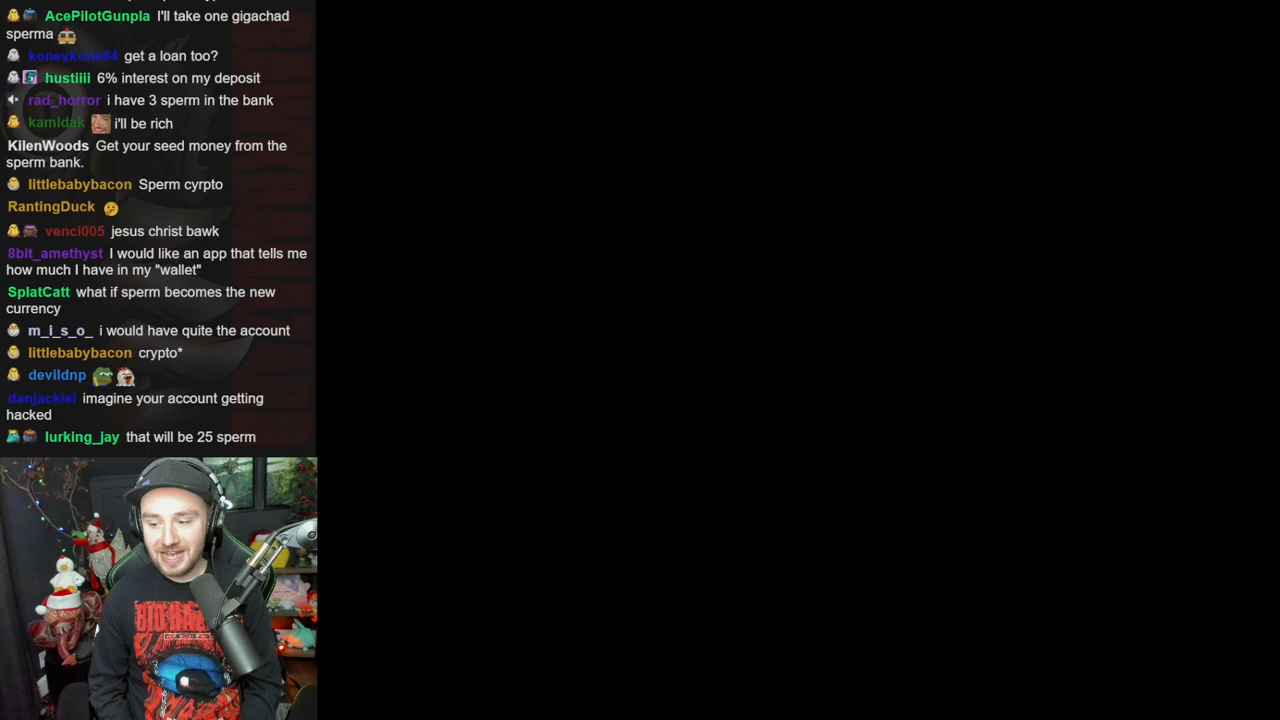 AcePilotGunpla I'll take one gigachad
sperma
koneykone84 get a loan too?
hustiiii 6% interest on my deposit
rad_horror i have 3 sperm in the bank
kamidak i'll be rich
KilenWoods Get your seed money from the
sperm bank.
littlebabybacon Sperm cyrpto
RantingDuck
venci005 jesus christ bawk
8bit_amethyst I would like an app that tells me
how much I have in my "wallet"
SplatCatt what if sperm becomes the new
currency
m_i_s_o_ i would have quite the account
littlebabybacon crypto*
devildnp
danjackiel imagine your account getting
hacked
lurking_jay that will be 25 sperm